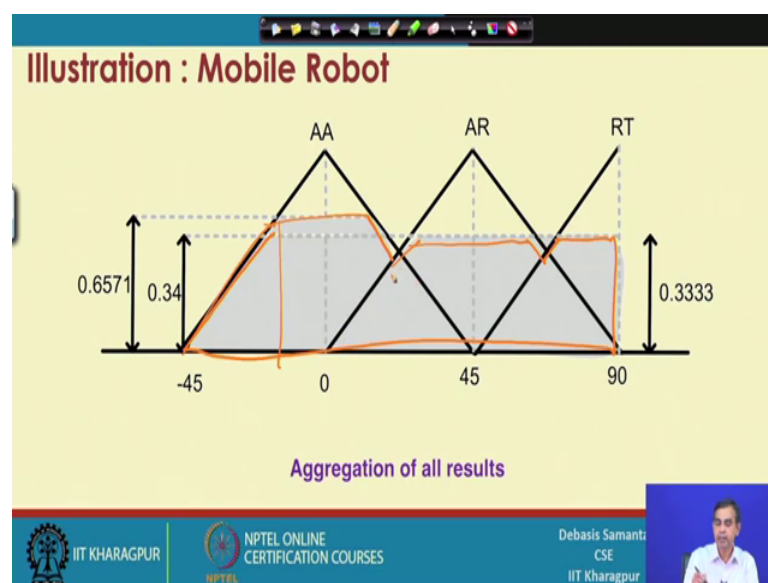 Illustration : Mobile Robot
AA AR RT
0.6571 0.34 0.3333
-45 0 45 90
Aggregation of all results
IIT KHARAGPUR
NPTEL ONLINE
CERTIFICATION COURSES
NPTEL
Debasis Samanta
CSE
IIT Kharagpur